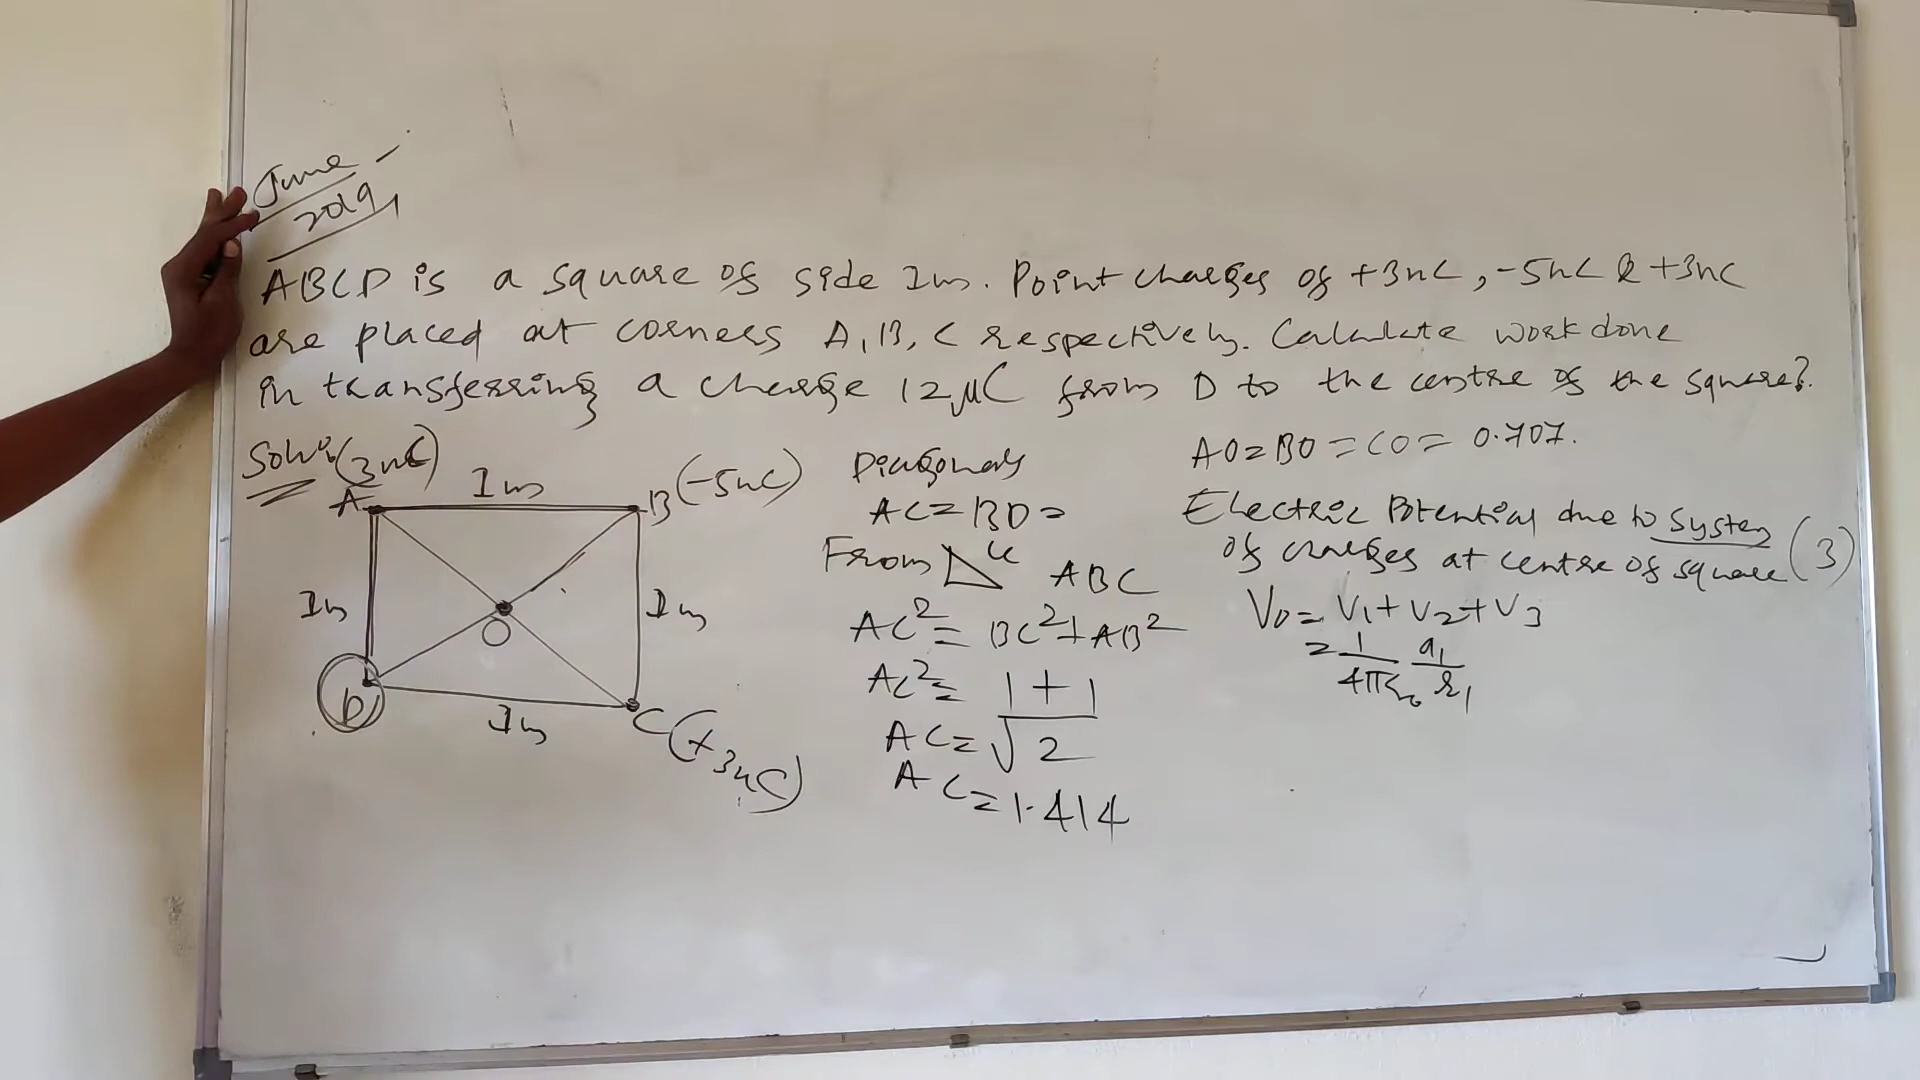 June
2019
ABCD is a square of side 1m. Point charges of +3nC, -5nC & +3nC
are placed at corners A, B, C respectively. Calculate work done
in transferring a charge 12μC from D to the centre of the square?
Soln:
(3nC)
A
1m
B (-5nC)
1m
1m
O
D
1m
C (+3nC)
Diagonals
AC = BD =
From ABC
AC² = BC² + AB²
AC² = 1 + 1
AC = √2
AC = 1.414
AO = BO = CO = 0.707.
Electric Potential due to system
of charges at centre of square (3)
V₀ = V₁ + V₂ + V₃
= 1/4πε₀ q₁/r₁